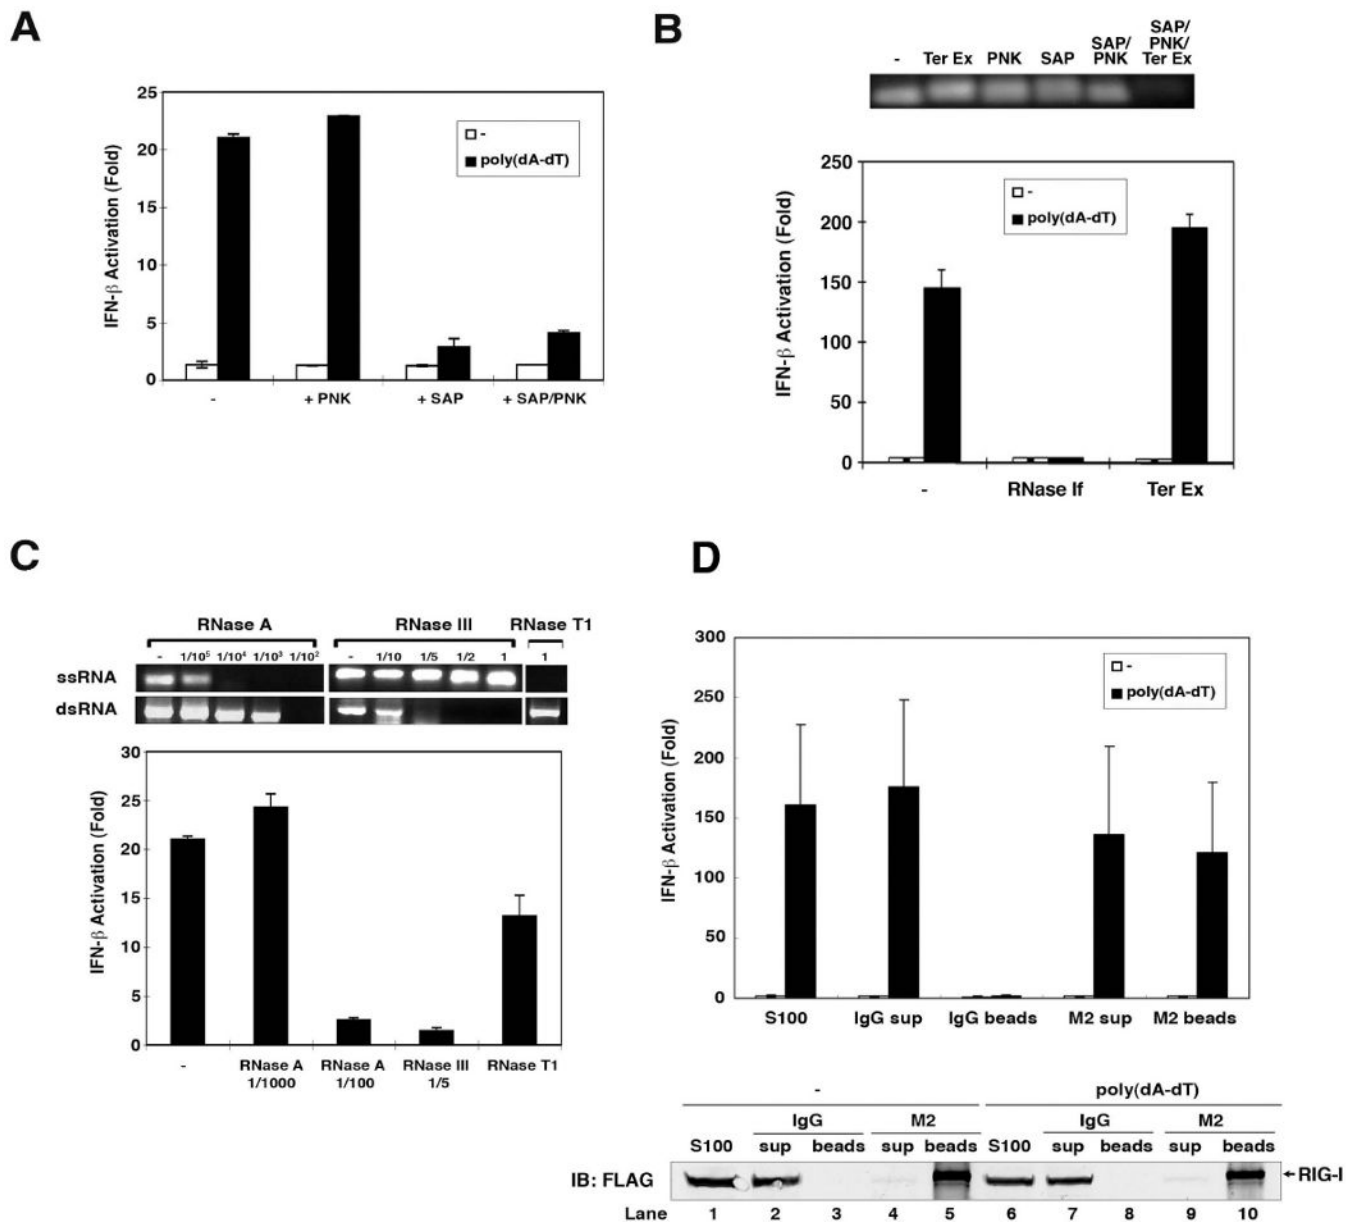 A
25
20
15
10
5
0
IFN-β Activation (Fold)
-
poly(dA-dT)
- + PNK + SAP + SAP/PNK
B
- Ter Ex PNK SAP SAP/ PNK SAP/ PNK/ Ter Ex
250
200
150
100
50
0
IFN-β Activation (Fold)
-
poly(dA-dT)
- RNase If Ter Ex
C
RNase A RNase III RNase T1
- 1/10⁵ 1/10⁴ 1/10³ 1/10² - 1/10 1/5 1/2 1 1
ssRNA
dsRNA
30
25
20
15
10
5
0
IFN-β Activation (Fold)
- RNase A RNase A RNase III RNase T1
1/1000 1/100 1/5
D
300
250
200
150
100
50
0
IFN-β Activation (Fold)
-
poly(dA-dT)
S100 IgG sup IgG beads M2 sup M2 beads
- poly(dA-dT)
IgG M2 IgG M2
S100 sup beads sup beads S100 sup beads sup beads
IB: FLAG ←RIG-I
Lane 1 2 3 4 5 6 7 8 9 10